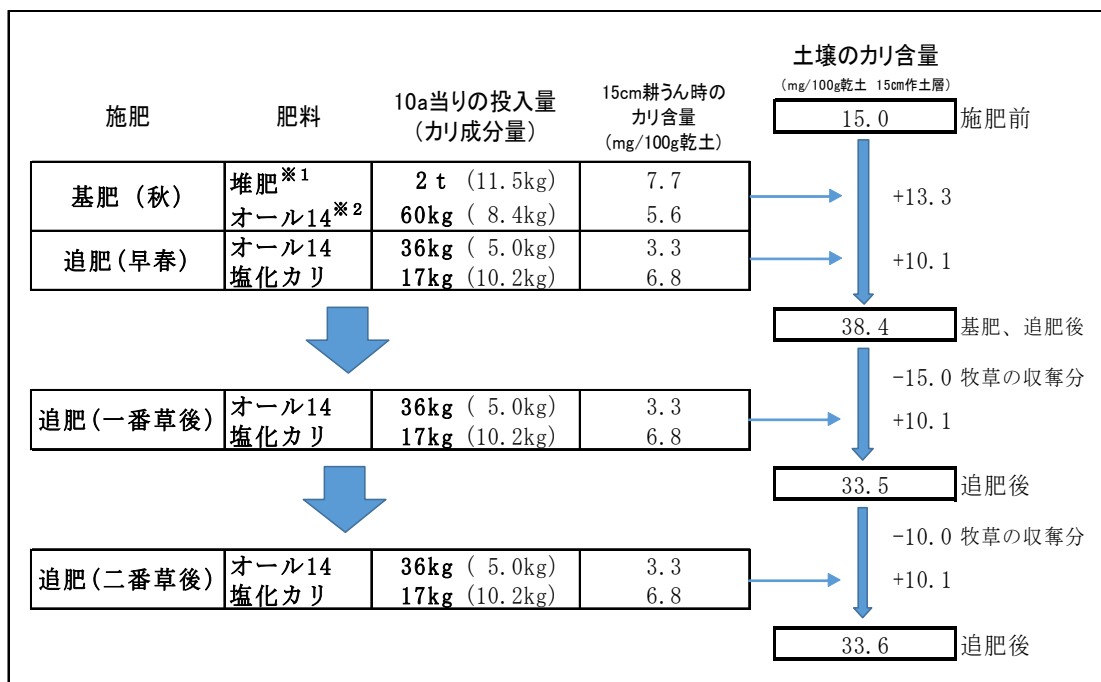 土壌のカリ含量
(mg/100g乾土 15㎝作土層)
施肥 肥料 10a当りの投入量 15cm耕うん時の
(カリ成分量) カリ含量
(mg/100g乾土)
15.0 施肥前
基肥 (秋) 堆肥※1 2t (11.5kg) 7.7
オール14※2 60kg ( 8.4kg) 5.6
+13.3
追肥(早春) オール14 36kg ( 5.0kg) 3.3
塩化カリ 17kg (10.2kg) 6.8
+10.1
38.4 基肥、追肥後
-15.0 牧草の収奪分
追肥(一番草後) オール14 36kg ( 5.0kg) 3.3
塩化カリ 17kg (10.2kg) 6.8
+10.1
33.5 追肥後
-10.0 牧草の収奪分
追肥(二番草後) オール14 36kg ( 5.0kg) 3.3
塩化カリ 17kg (10.2kg) 6.8
+10.1
33.6 追肥後